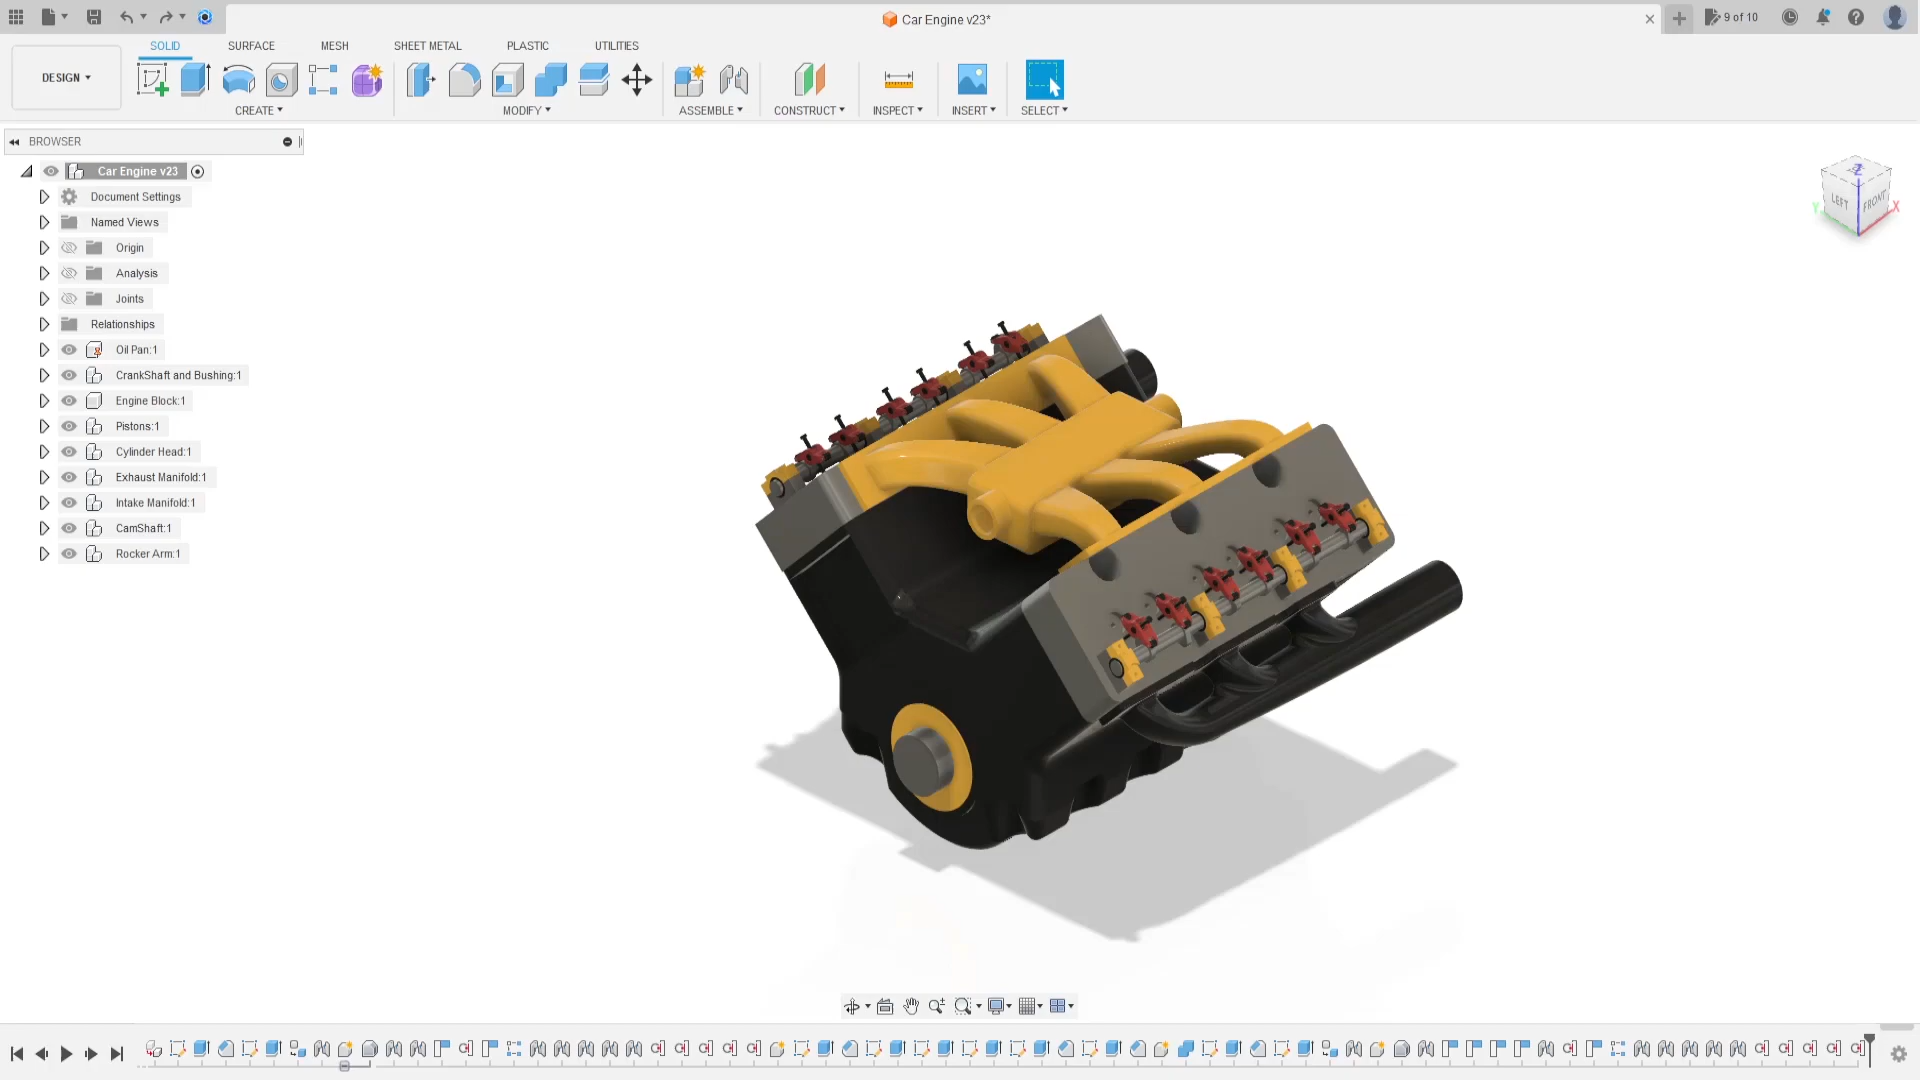 Car Engine v23*
9 of 10
SOLID
SURFACE
MESH
SHEET METAL
PLASTIC
UTILITIES
DESIGN
CREATE
MODIFY
ASSEMBLE
CONSTRUCT
INSPECT
INSERT
SELECT
BROWSER
Car Engine v23
Document Settings
Named Views
Origin
Analysis
Joints
Relationships
Oil Pan:1
CrankShaft and Bushing:1
Engine Block:1
Pistons:1
Cylinder Head:1
Exhaust Manifold:1
Intake Manifold:1
CamShaft:1
Rocker Arm:1
Z
LEFT
FRONT
Y
X